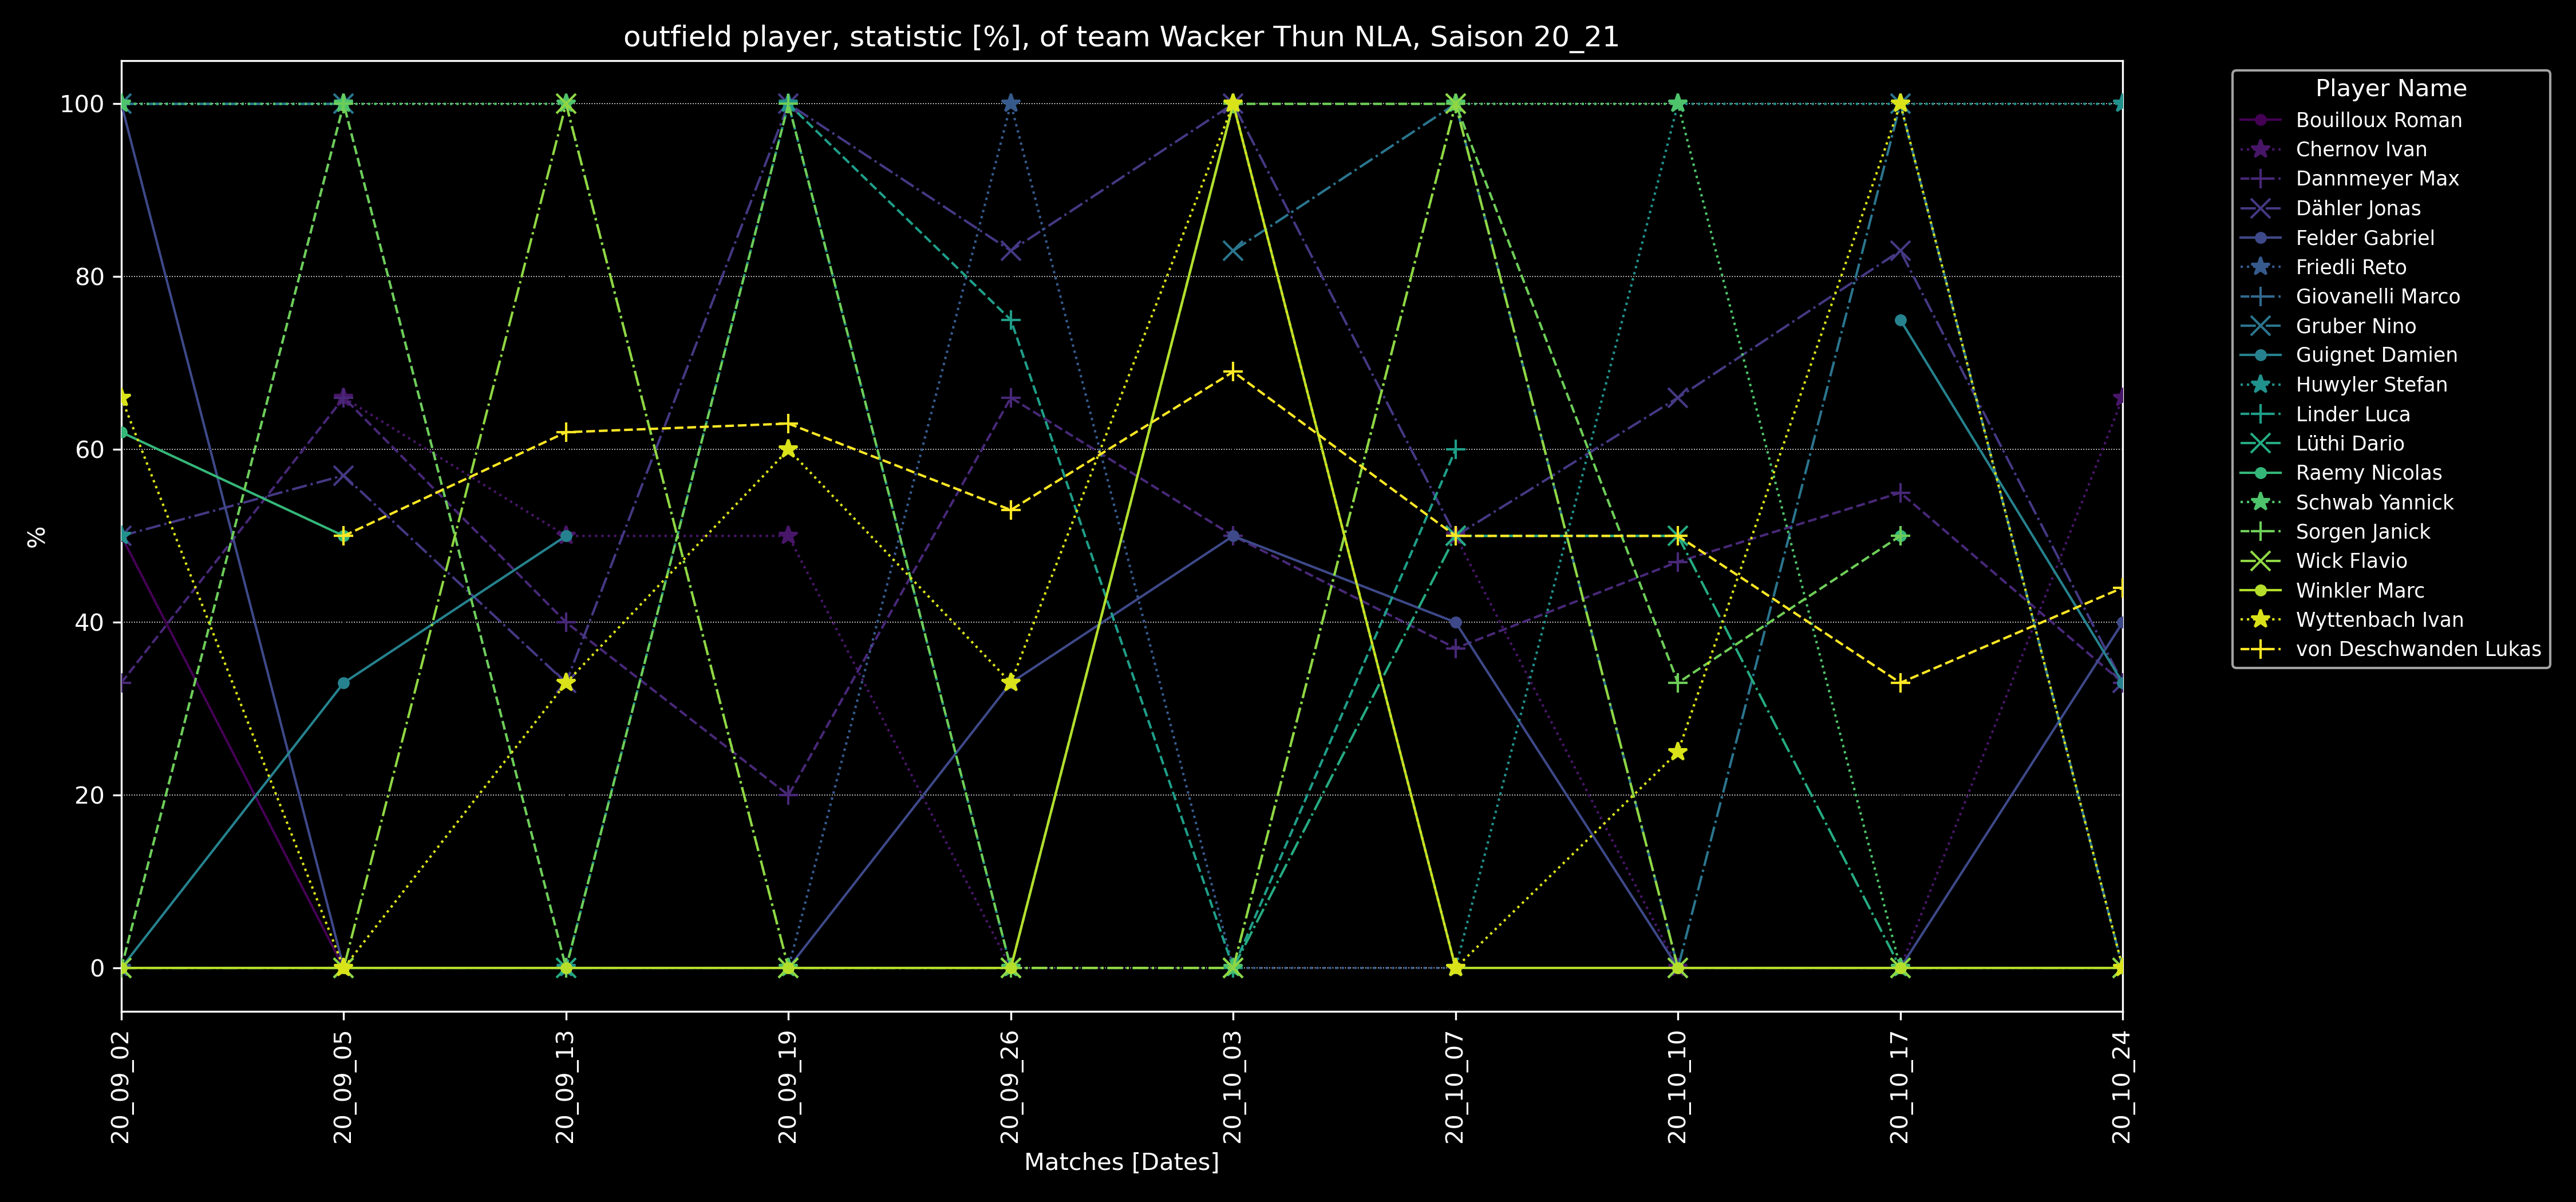 outfield player, statistic [%], of team Wacker Thun NLA, Saison 20_21
%
100
80
60
40
20
0
20_09_02
20_09_05
20_09_13
20_09_19
20_09_26
20_10_03
20_10_07
20_10_10
20_10_17
20_10_24
Matches [Dates]
Player Name
Bouilloux Roman
Chernov Ivan
Dannmeyer Max
Dähler Jonas
Felder Gabriel
Friedli Reto
Giovanelli Marco
Gruber Nino
Guignet Damien
Huwyler Stefan
Linder Luca
Lüthi Dario
Raemy Nicolas
Schwab Yannick
Sorgen Janick
Wick Flavio
Winkler Marc
Wyttenbach Ivan
von Deschwanden Lukas